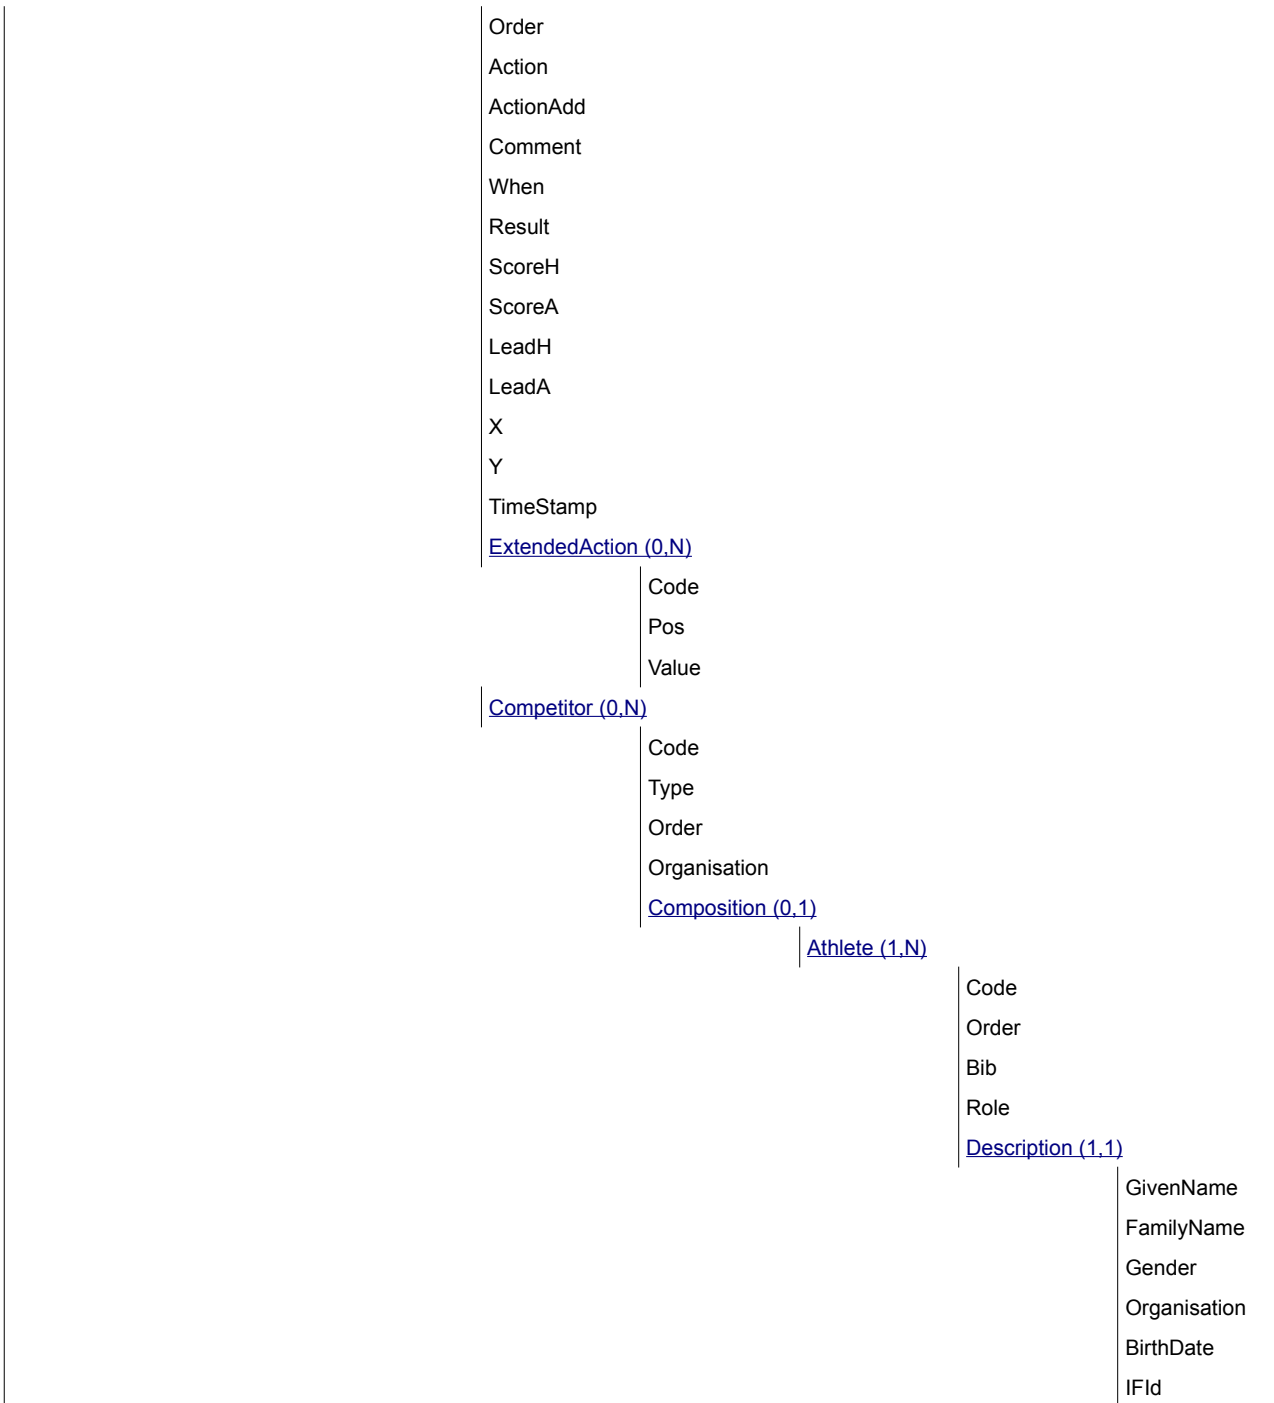 Order
Action
ActionAdd
Comment
When
Result
ScoreH
ScoreA
LeadH
LeadA
X
Y
TimeStamp
ExtendedAction (0,N)
Code
Pos
Value
Competitor (0,N)
Code
Type
Order
Organisation
Composition (0,1)
Athlete (1,N)
Code
Order
Bib
Role
Description (1,1)
GivenName
FamilyName
Gender
Organisation
BirthDate
IFId